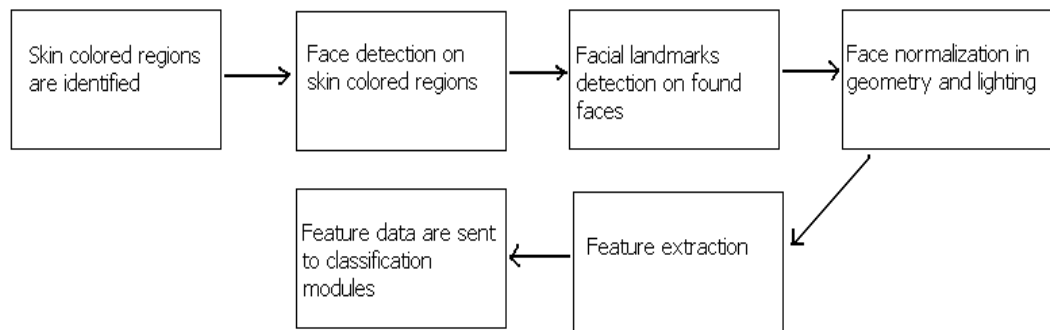 Skin colored regions
are identified
Face detection on
skin colored regions
Facial landmarks
detection on found
faces
Face normalization in
geometry and lighting
Feature extraction
Feature data are sent
to classification
modules